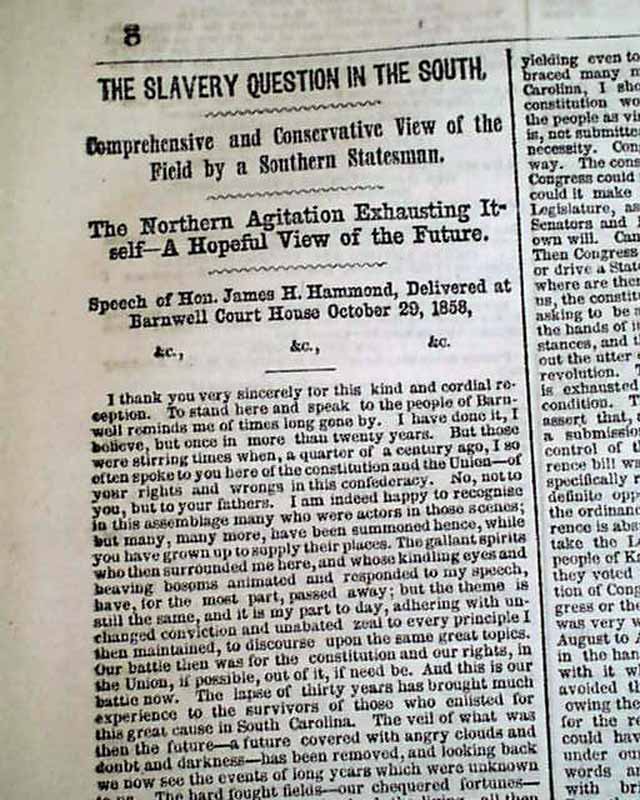 8
THE SLAVERY QUESTION IN THE SOUTH.
Comprehensive and Conservative View of the
Field by a Southern Statesman.
The Northern Agitation Exhausting It-
self—A Hopeful View of the Future.
Speech of Hon. James H. Hammond, Delivered at
Barnwell Court House October 29, 1858,
&c., &c., &c.
I thank you very sincerely for this kind and cordial re-
ception. To stand here and speak to the people of Barn-
well reminds me of times long gone by. I have done it, I
believe, but once in more than twenty years. But those
were stirring times when, a quarter of a century ago, I so
often spoke to you here of the constitution and the Union—of
your rights and wrongs in this confederacy. No, not to
you, but to your fathers. I am indeed happy to recognise
in this assemblage many who were actors in those scenes;
but many, many more, have been summoned hence, while
you have grown up to supply their places. The gallant spirits
who then surrounded me here, and whose kindling eyes and
heaving bosoms animated and responded to my speech,
have, for the most part, passed away; but the theme is
still the same, and it is my part to day, adhering with un-
changed conviction and unabated zeal to every principle I
then maintained, to discourse upon the same great topics.
Our battle then was for the constitution and our rights, in
the Union, if possible, out of it, if need be. And this is our
battle now. The lapse of thirty years has brought much
experience to the survivors of those who enlisted for
this great cause in South Carolina. The veil of what was
then the future—a future covered with angry clouds and
doubt and darkness—has been removed, and looking back
we now see the events of long years which were unknown
to us. The hard fought fields—our chequered fortunes—
yielding even to
braced many
Carolina, I
constitution
the people as
is, not submitte
necessity.
way. The
Congress could
could it make
Legislature,
Senators and
own will.
Then Congress
or drive a State
where are
us, the constit
asking to be
the hands of
stances, and
out the utter
revolution.
is exhausted
condition.
assert that,
a submission
control of
rence bill
specifically
definite
the ordinanc
rence is
take the
people of
they voted
tion of Cong
gress or the
was very
August to
in the
with it
avoided
owing the
for the
could hav
under
words
with